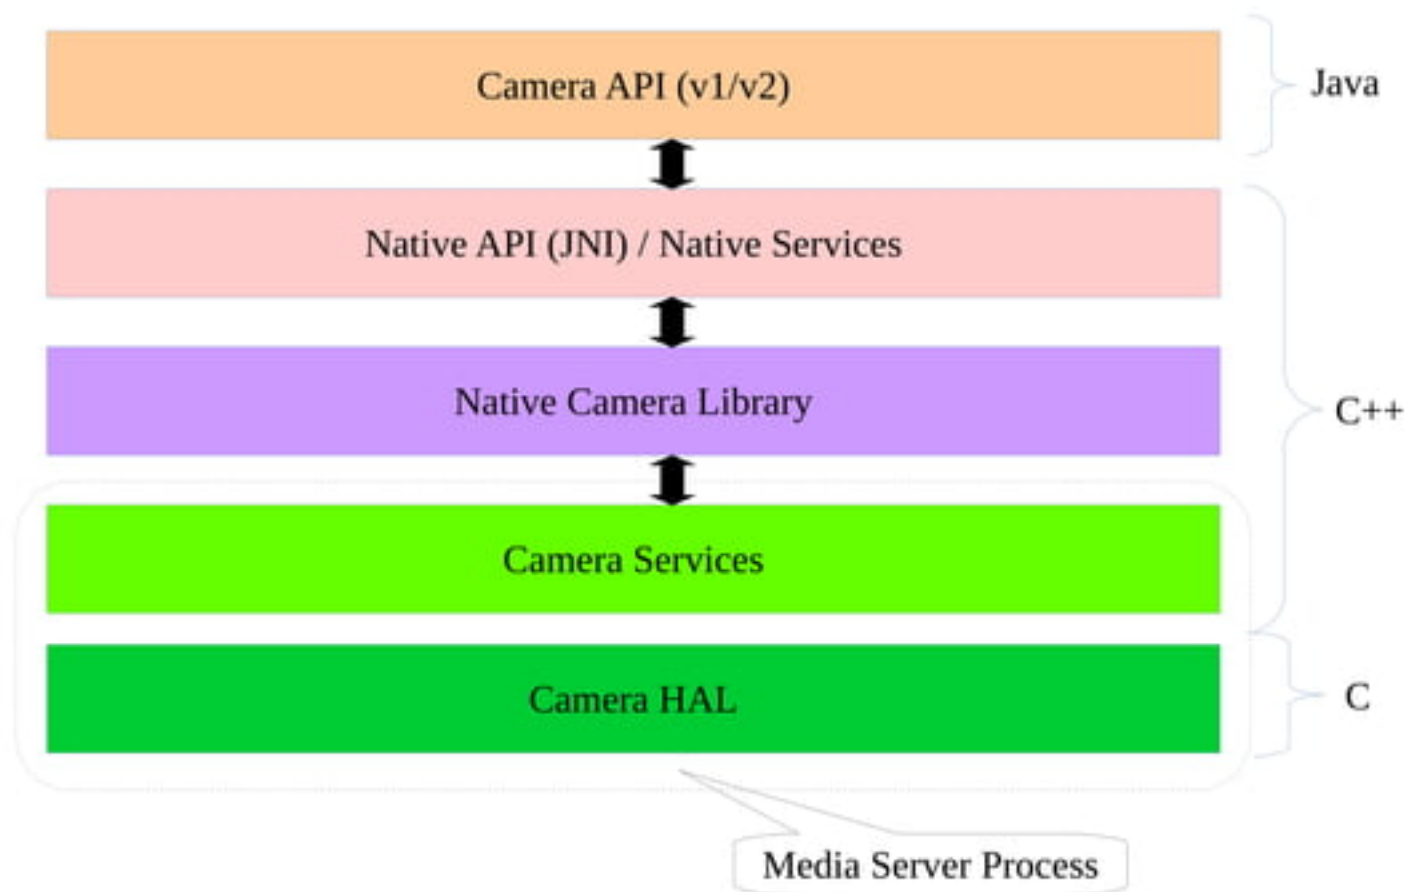 Camera API (v1/v2)
Java
Native API (JNI) / Native Services
Native Camera Library
C++
Camera Services
Camera HAL
C
Media Server Process